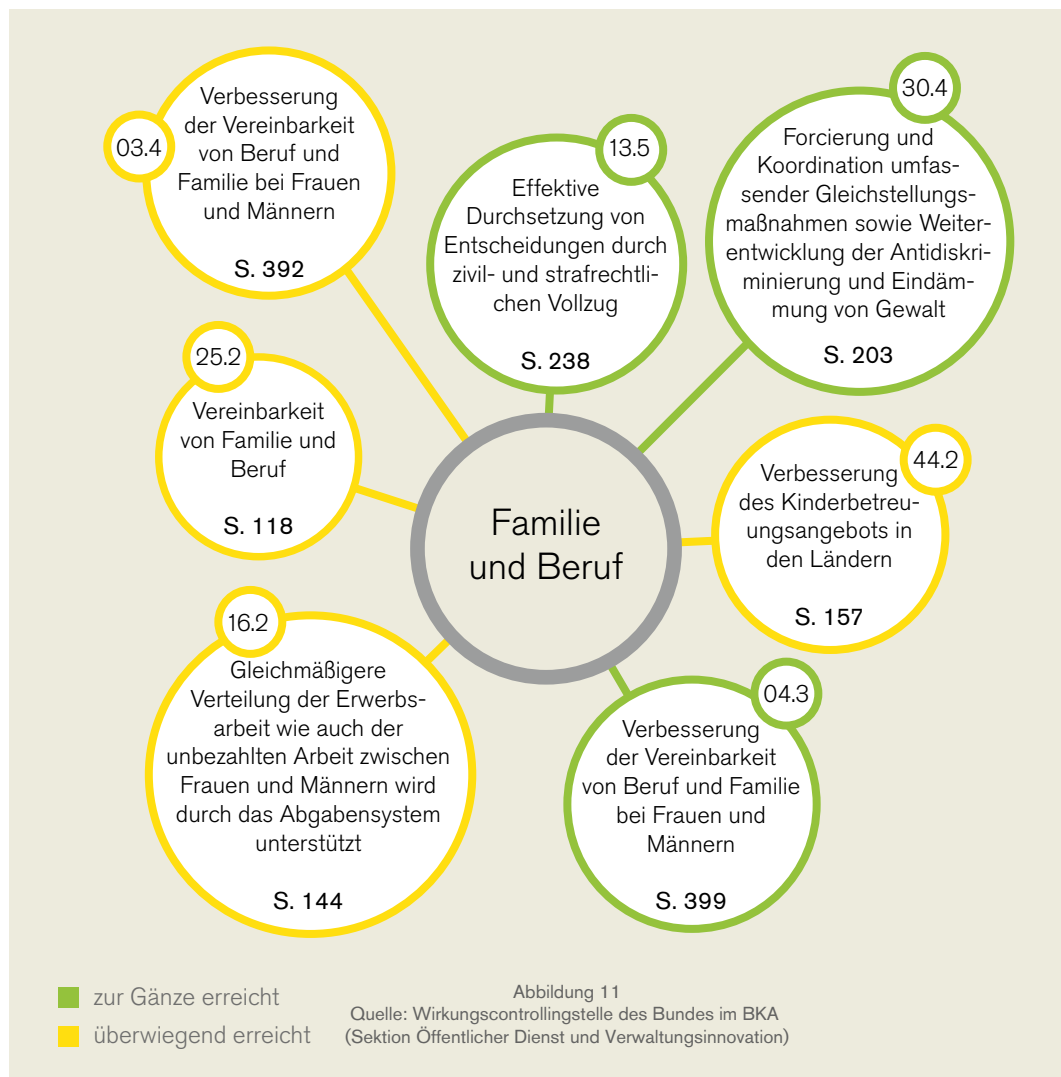 03.4
Verbesserung
der Vereinbarkeit
von Beruf und
Familie bei Frauen
und Männern
S. 392
13.5
Effektive
Durchsetzung von
Entscheidungen durch
zivil- und strafrechtli-
chen Vollzug
S. 238
30.4
Forcierung und
Koordination umfas-
sender Gleichstellungs-
maßnahmen sowie Weiter-
entwicklung der Antidiskri-
minierung und Eindäm-
mung von Gewalt
S. 203
25.2
Vereinbarkeit
von Familie und
Beruf
S. 118
Familie
und Beruf
44.2
Verbesserung
des Kinderbetreu-
ungsangebots in
den Ländern
S. 157
16.2
Gleichmäßigere
Verteilung der Erwerbs-
arbeit wie auch der
unbezahlten Arbeit zwischen
Frauen und Männern wird
durch das Abgabensystem
unterstützt
S. 144
04.3
Verbesserung
der Vereinbarkeit
von Beruf und Familie
bei Frauen und
Männern
S. 399
zur Gänze erreicht
überwiegend erreicht
Abbildung 11
Quelle: Wirkungscontrollingstelle des Bundes im BKA
(Sektion Öffentlicher Dienst und Verwaltungsinnovation)